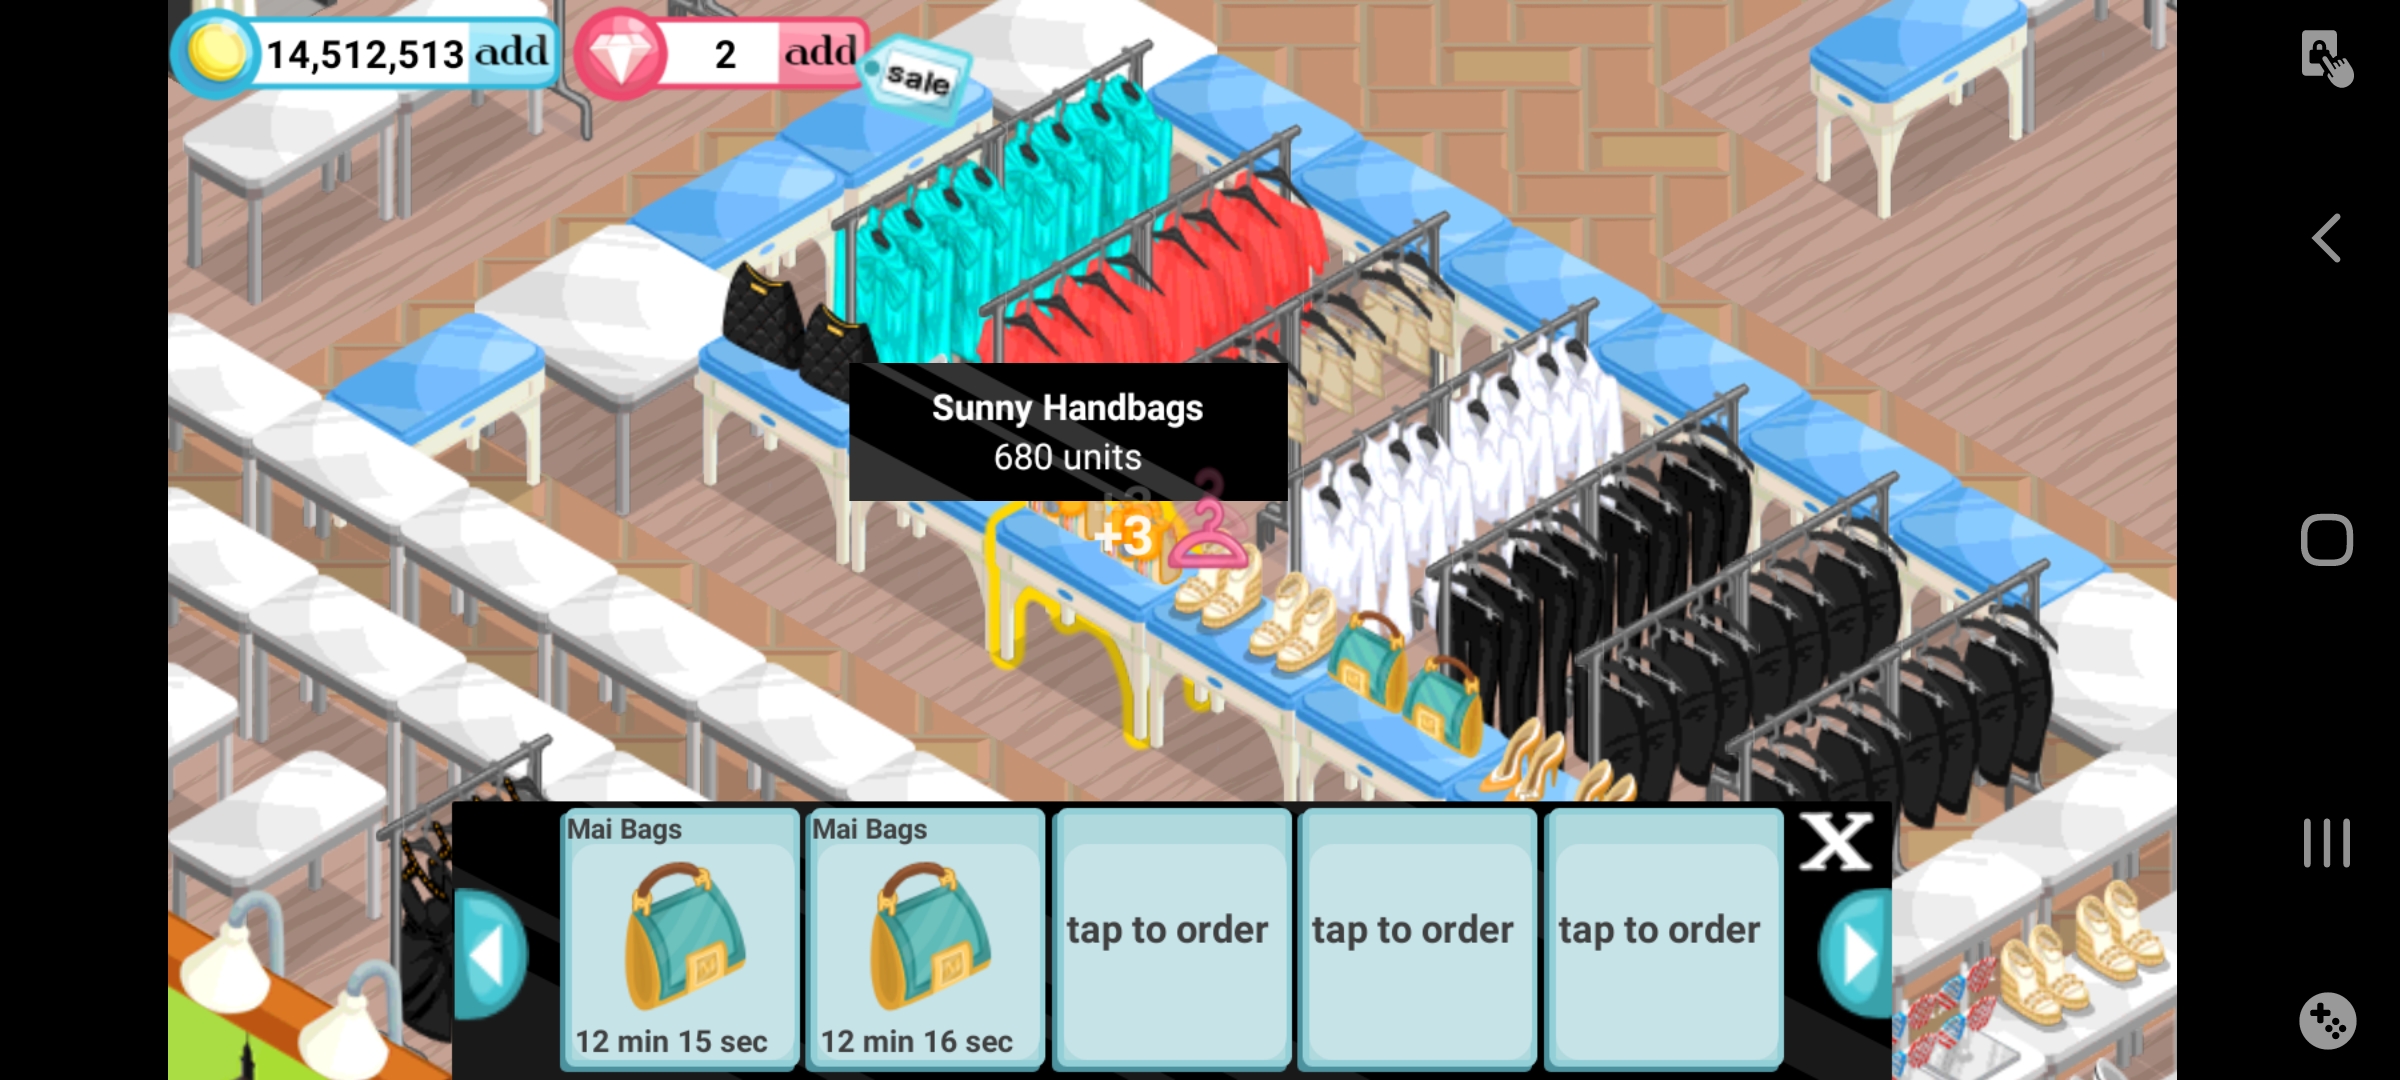 14,512,513 add
2 add
sale
Sunny Handbags
680 units
+3
Mai Bags
12 min 15 sec
Mai Bags
12 min 16 sec
tap to order
tap to order
tap to order
X